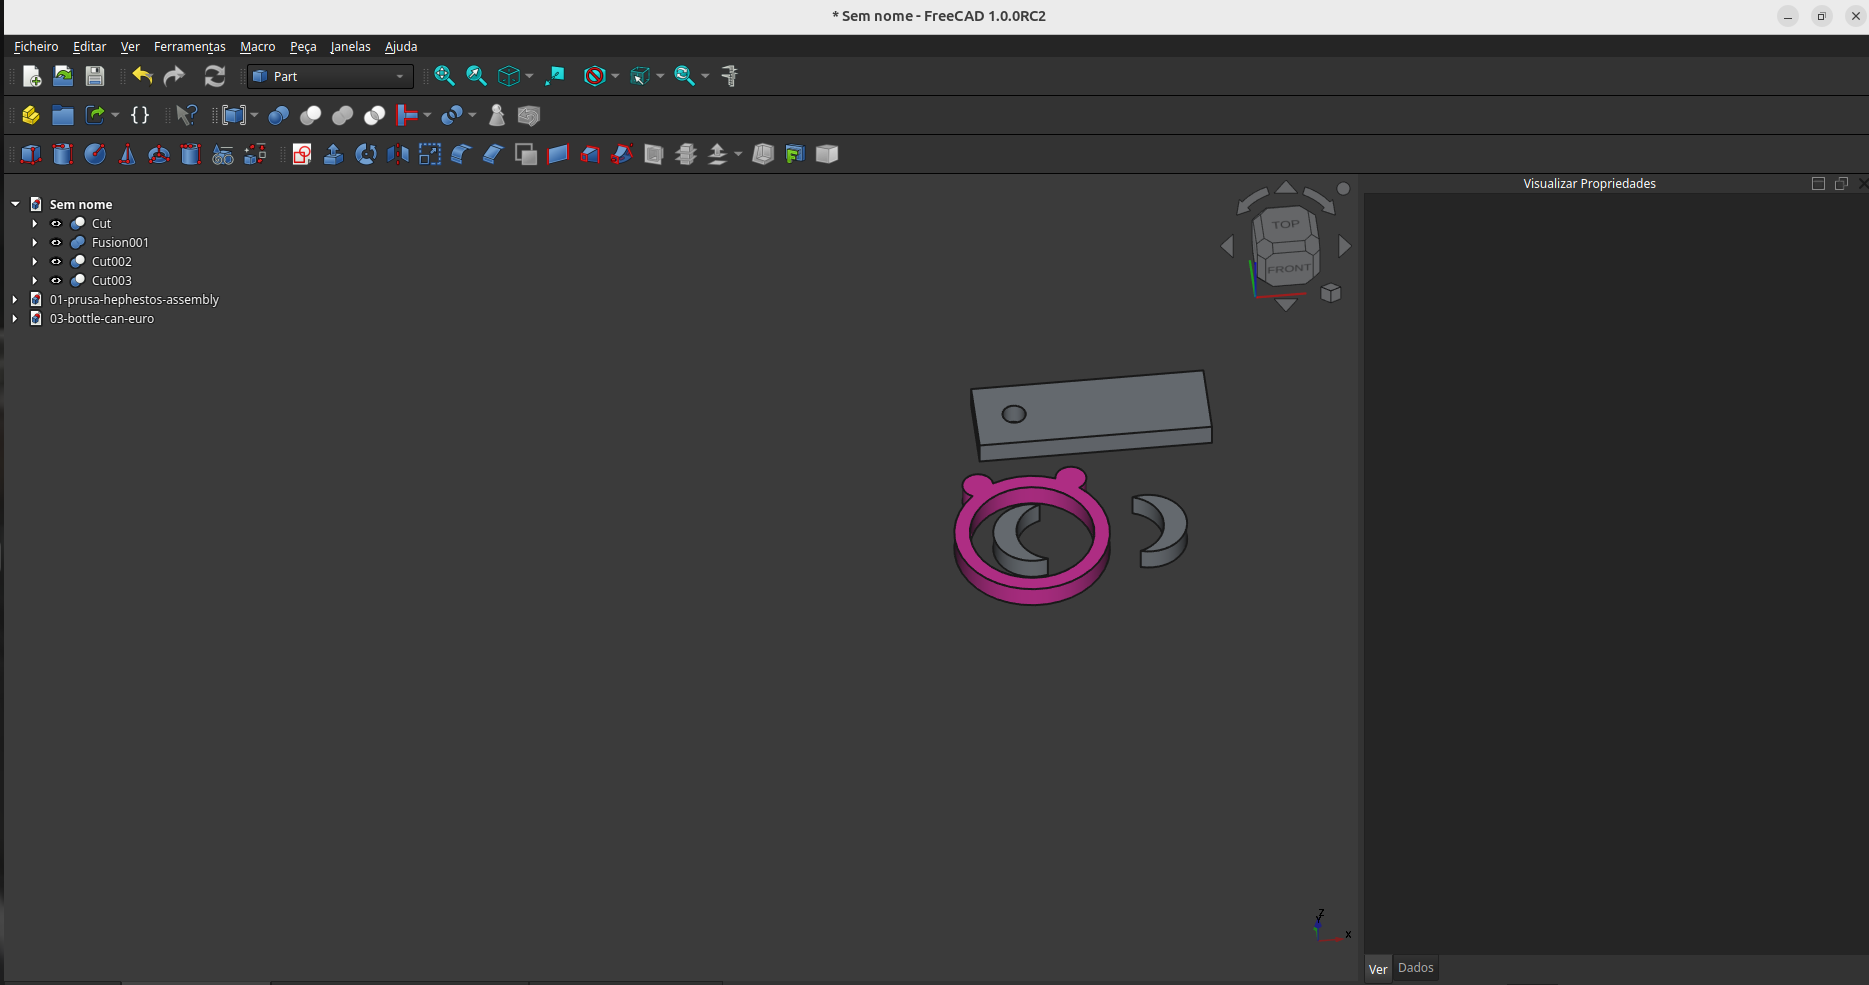 * Sem nome - FreeCAD 1.0.0RC2
Ficheiro Editar Ver Ferramentas Macro Peça Janelas Ajuda
Part
Visualizar Propriedades
Sem nome
Cut
Fusion001
Cut002
Cut003
01-prusa-hephestos-assembly
03-bottle-can-euro
TOP
FRONT
Z
Y
X
Ver Dados